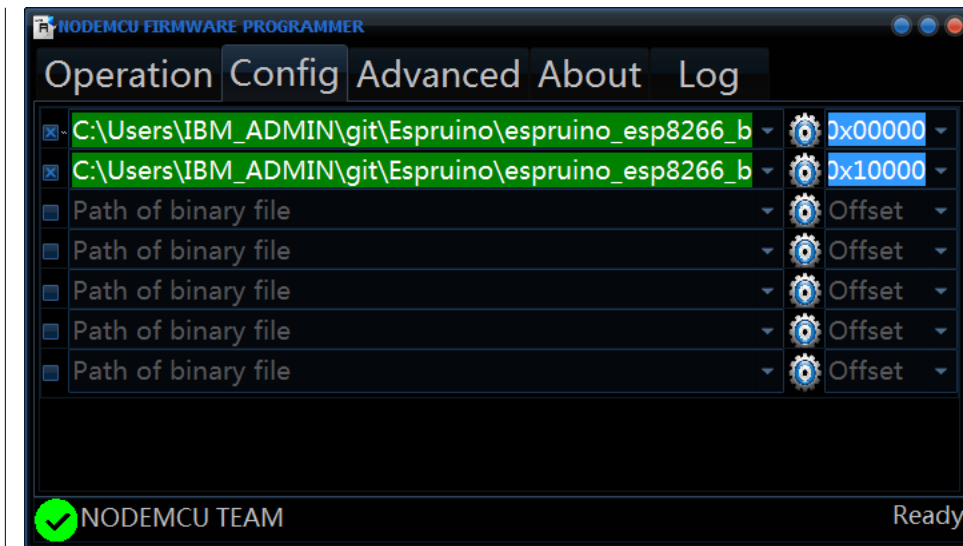 NODEMCU FIRMWARE PROGRAMMER
Operation Config Advanced About Log
C:\Users\IBM_ADMIN\git\Espruino\espruino_esp8266_b 0x00000
C:\Users\IBM_ADMIN\git\Espruino\espruino_esp8266_b 0x10000
Path of binary file Offset
Path of binary file Offset
Path of binary file Offset
Path of binary file Offset
Path of binary file Offset
NODEMCU TEAM Ready